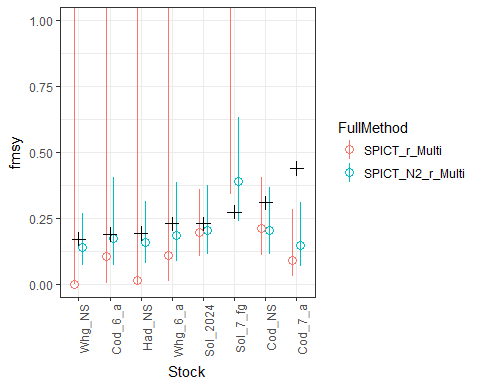 1.00
0.75
0.50
0.25
0.00
fmsy
Whg_NS
Cod_6_a
Had_NS
Whg_6_a
Sol_2024
Sol_7_fg
Cod_NS
Cod_7_a
Stock
FullMethod
SPICT_r_Multi
SPICT_N2_r_Multi